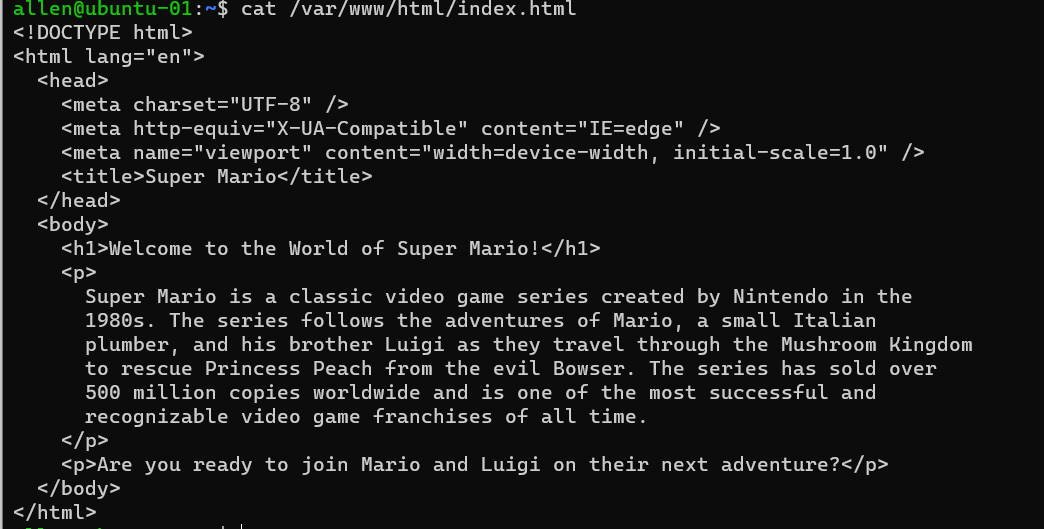 allen@ubuntu-01:~$ cat /var/www/html/index.html
<!DOCTYPE html>
<html lang="en">
  <head>
    <meta charset="UTF-8" />
    <meta http-equiv="X-UA-Compatible" content="IE=edge" />
    <meta name="viewport" content="width=device-width, initial-scale=1.0" />
    <title>Super Mario</title>
  </head>
  <body>
    <h1>Welcome to the World of Super Mario!</h1>
    <p>
      Super Mario is a classic video game series created by Nintendo in the
      1980s. The series follows the adventures of Mario, a small Italian
      plumber, and his brother Luigi as they travel through the Mushroom Kingdom
      to rescue Princess Peach from the evil Bowser. The series has sold over
      500 million copies worldwide and is one of the most successful and
      recognizable video game franchises of all time.
    </p>
    <p>Are you ready to join Mario and Luigi on their next adventure?</p>
  </body>
</html>